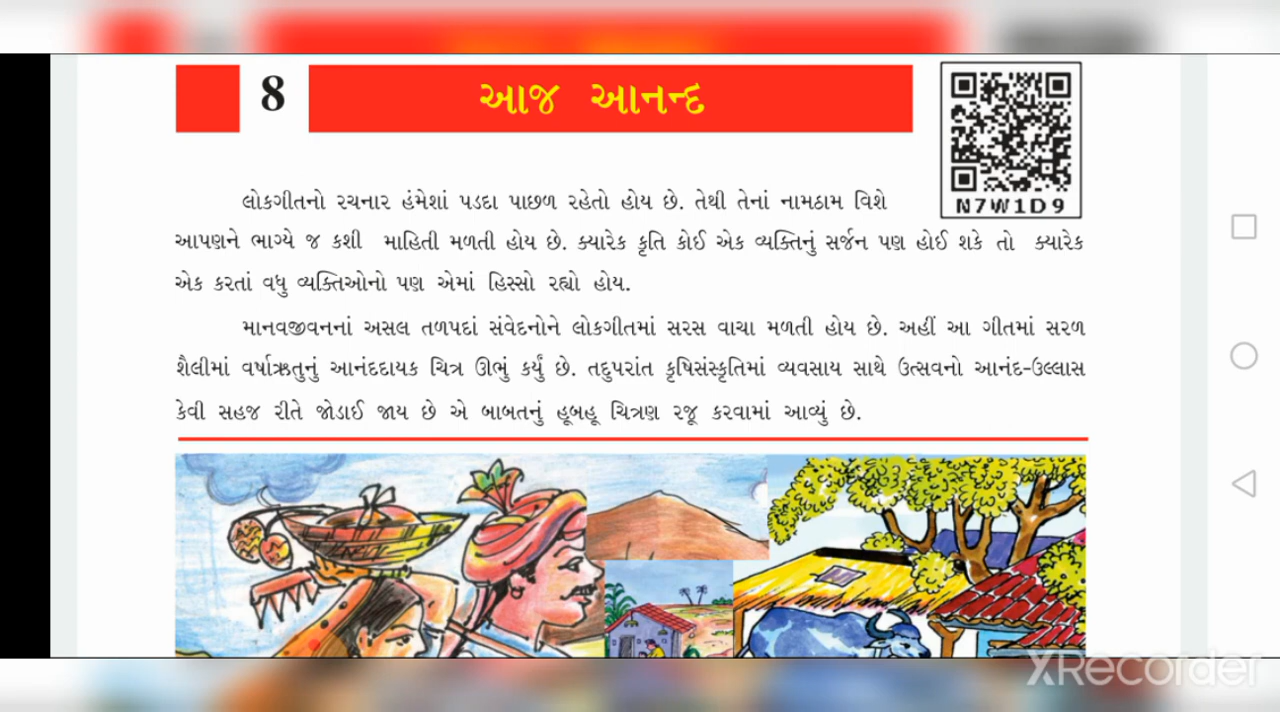 8
આજ આનન્દ
N7W1D9
લોકગીતનો રચનાર હંમેશાં પડદા પાછળ રહેતો હોય છે. તેથી તેનાં નામઠામ વિશે
આપણને ભાગ્યે જ કશી માહિતી મળતી હોય છે. ક્યારેક કૃતિ કોઈ એક વ્યક્તિનું સર્જન પણ હોઈ શકે તો ક્યારેક
એક કરતાં વધુ વ્યક્તિઓનો પણ એમાં હિસ્સો રહ્યો હોય.
માનવજીવનનાં અસલ તળપદાં સંવેદનોને લોકગીતમાં સરસ વાચા મળતી હોય છે. અહીં આ ગીતમાં સરળ
શૈલીમાં વર્ષાઋતુનું આનંદદાયક ચિત્ર ઊભું કર્યું છે. તદુપરાંત કૃષિસંસ્કૃતિમાં વ્યવસાય સાથે ઉત્સવનો આનંદ-ઉલ્લાસ
કેવી સહજ રીતે જોડાઈ જાય છે એ બાબતનું હૂબહૂ ચિત્રણ રજૂ કરવામાં આવ્યું છે.
XRecorder